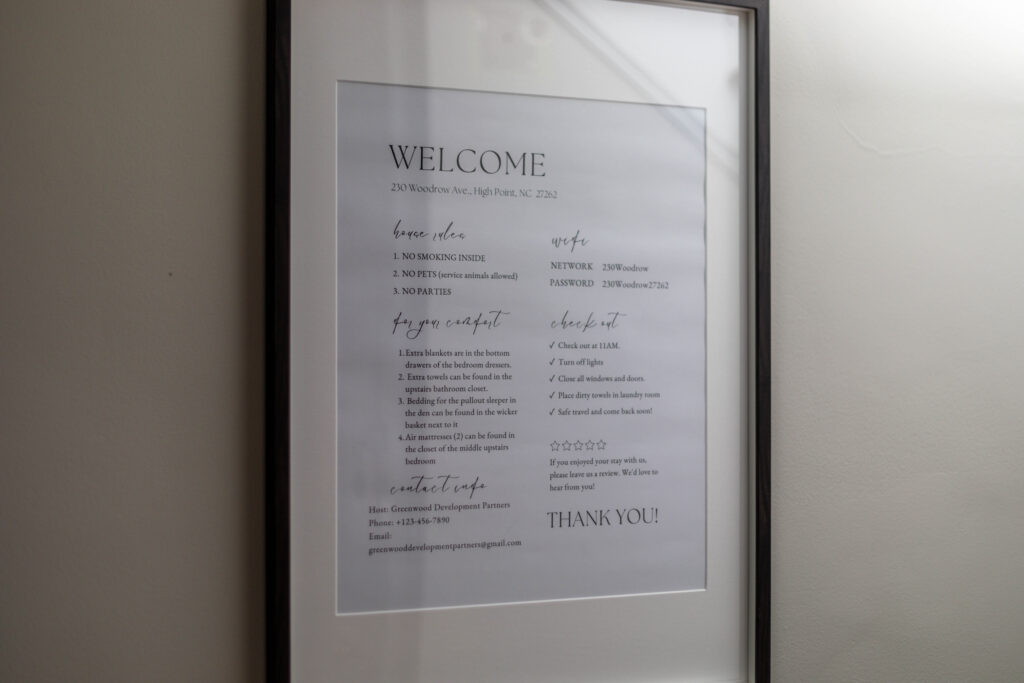 WELCOME
230 Woodrow Ave., High Point, NC 27262
house rules
1. NO SMOKING INSIDE
2. NO PETS (service animals allowed)
3. NO PARTIES
wifi
NETWORK 230Woodrow
PASSWORD 230Woodrow27262
for your comfort
1. Extra blankets are in the bottom
drawers of the bedroom dressers.
2. Extra towels can be found in the
upstairs bathroom closet.
3. Bedding for the pullout sleeper in
the den can be found in the wicker
basket next to it
4. Air mattresses (2) can be found in
the closet of the middle upstairs
bedroom
check out
✓ Check out at 11AM.
✓ Turn off lights
✓ Close all windows and doors.
✓ Place dirty towels in laundry room
✓ Safe travel and come back soon!
contact info
Host: Greenwood Development Partners
Phone: +123-456-7890
Email:
greenwooddevelopmentpartners@gmail.com
If you enjoyed your stay with us,
please leave us a review. We'd love to
hear from you!
THANK YOU!